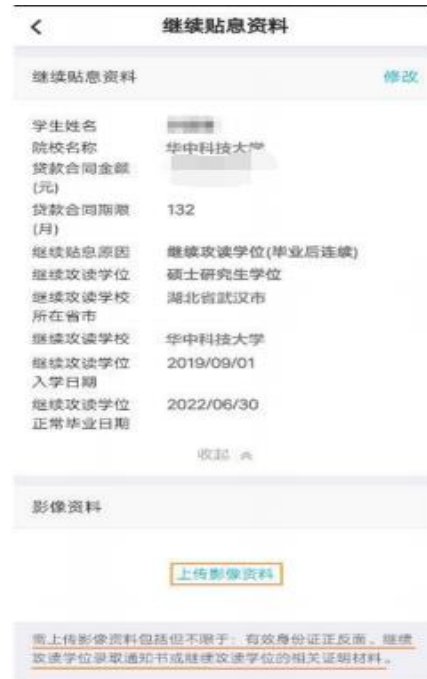 继续贴息资料
继续贴息资料 修改
学生姓名
院校名称 华中科技大学
贷款合同金额
(元)
贷款合同期限 132
(月)
继续贴息原因 继续攻读学位(毕业后连续)
继续攻读学位 硕士研究生学位
继续攻读学校 湖北省武汉市
所在省市
继续攻读学校 华中科技大学
继续攻读学位 2019/09/01
入学日期
继续攻读学位 2022/06/30
正常毕业日期
收起
影像资料
上传影像资料
需上传影像资料包括但不限于：有效身份证正反面、继续
攻读学位录取通知书或继续攻读学位的相关证明材料。